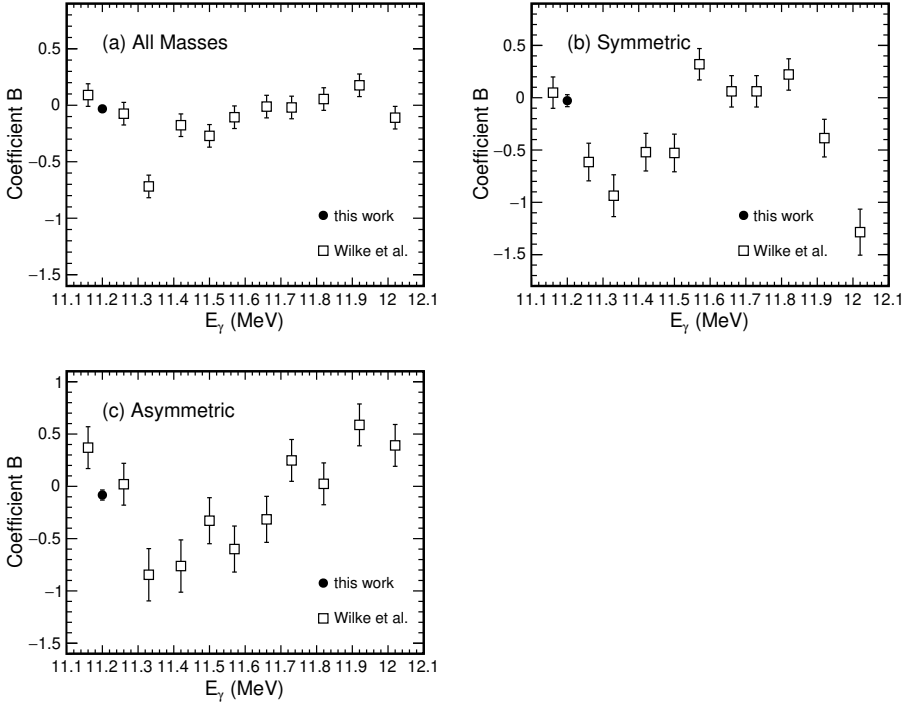 (a) All Masses
Coefficient B
0.5
0
−0.5
−1
−1.5
this work
Wilke et al.
11.1 11.2 11.3 11.4 11.5 11.6 11.7 11.8 11.9 12 12.1
Eγ (MeV)
(b) Symmetric
Coefficient B
0.5
0
−0.5
−1
−1.5
this work
Wilke et al.
11.1 11.2 11.3 11.4 11.5 11.6 11.7 11.8 11.9 12 12.1
Eγ (MeV)
(c) Asymmetric
Coefficient B
1
0.5
0
−0.5
−1
−1.5
this work
Wilke et al.
11.1 11.2 11.3 11.4 11.5 11.6 11.7 11.8 11.9 12 12.1
Eγ (MeV)